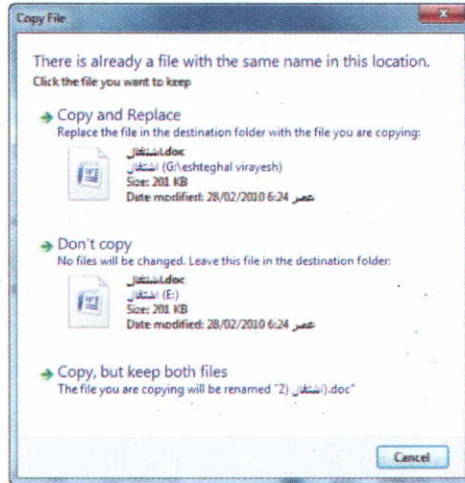 Copy File
There is already a file with the same name in this location.
Click the file you want to keep
Copy and Replace
Replace the file in the destination folder with the file you are copying:
اشتغال.doc
اشتغال (G:\eshteghal virayesh)
Size: 201 KB
Date modified: 28/02/2010 6:24 عصر
Don't copy
No files will be changed. Leave this file in the destination folder:
اشتغال.doc
اشتغال (E:)
Size: 201 KB
Date modified: 28/02/2010 6:24 عصر
Copy, but keep both files
The file you are copying will be renamed "2) اشتغال).doc"
Cancel